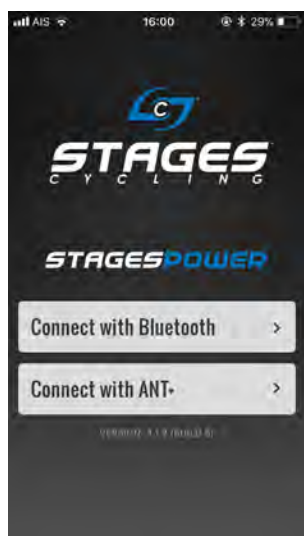 AIS 16:00 29%
C
STAGES
CYCLING
STAGESPOWER
Connect with Bluetooth >
Connect with ANT+ >